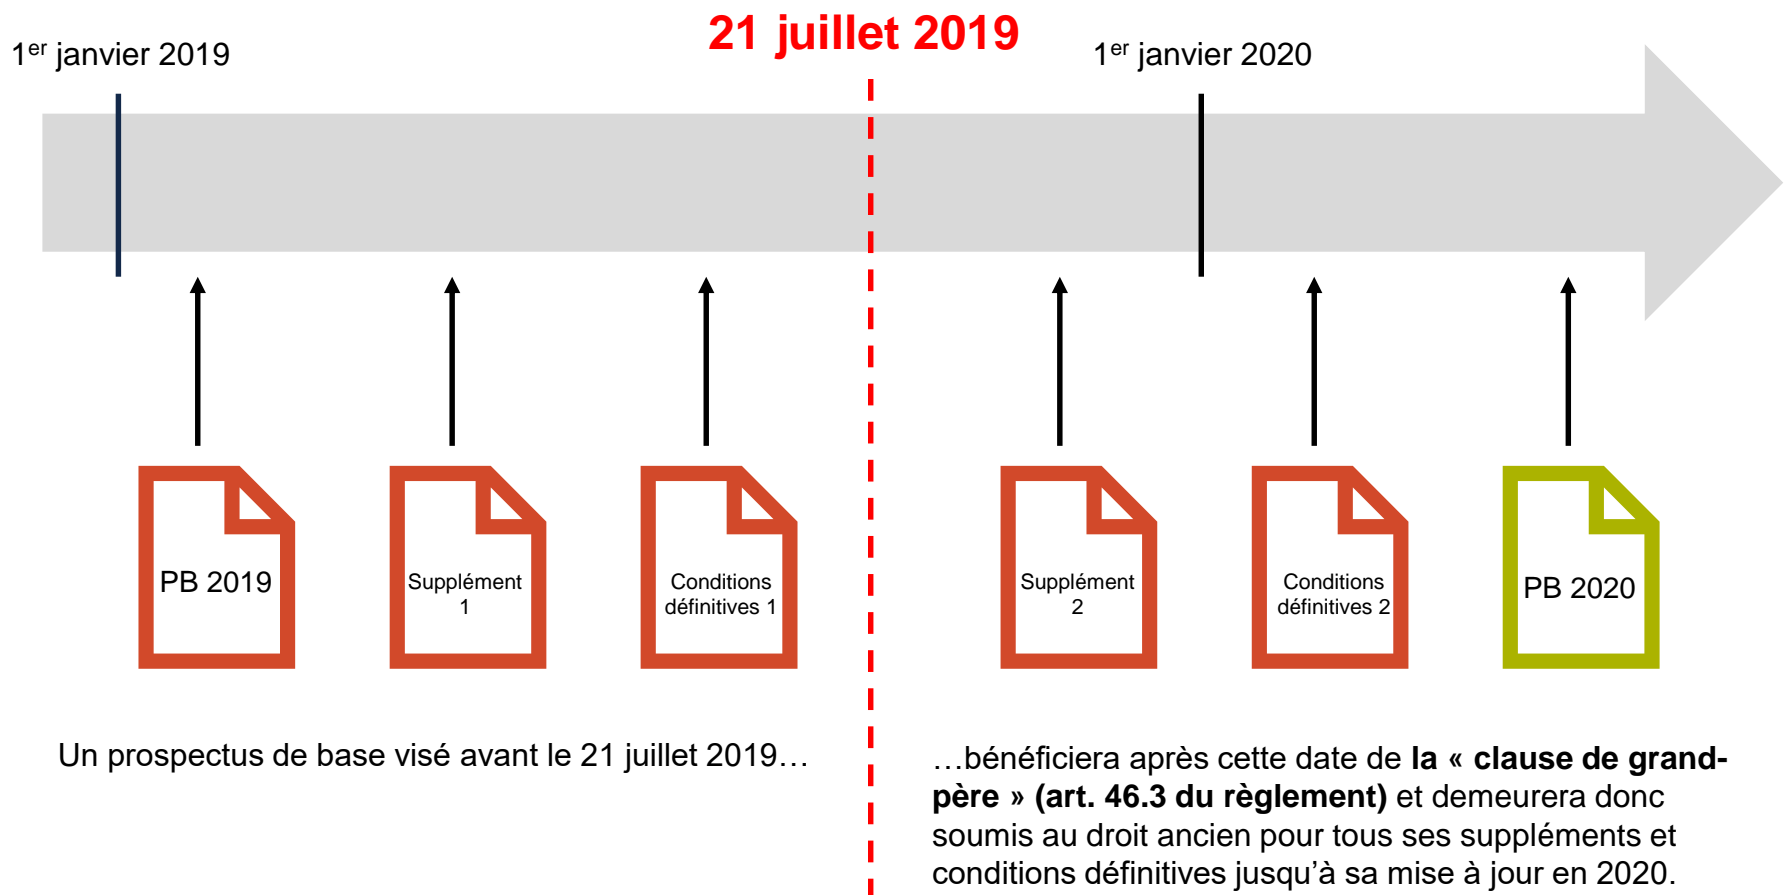 21 juillet 2019
1er janvier 2019
1er janvier 2020
PB 2019
Supplément
1
Conditions
définitives 1
Supplément
2
Conditions
définitives 2
PB 2020
Un prospectus de base visé avant le 21 juillet 2019…
…bénéficiera après cette date de la « clause de grand-
père » (art. 46.3 du règlement) et demeurera donc
soumis au droit ancien pour tous ses suppléments et
conditions définitives jusqu’à sa mise à jour en 2020.